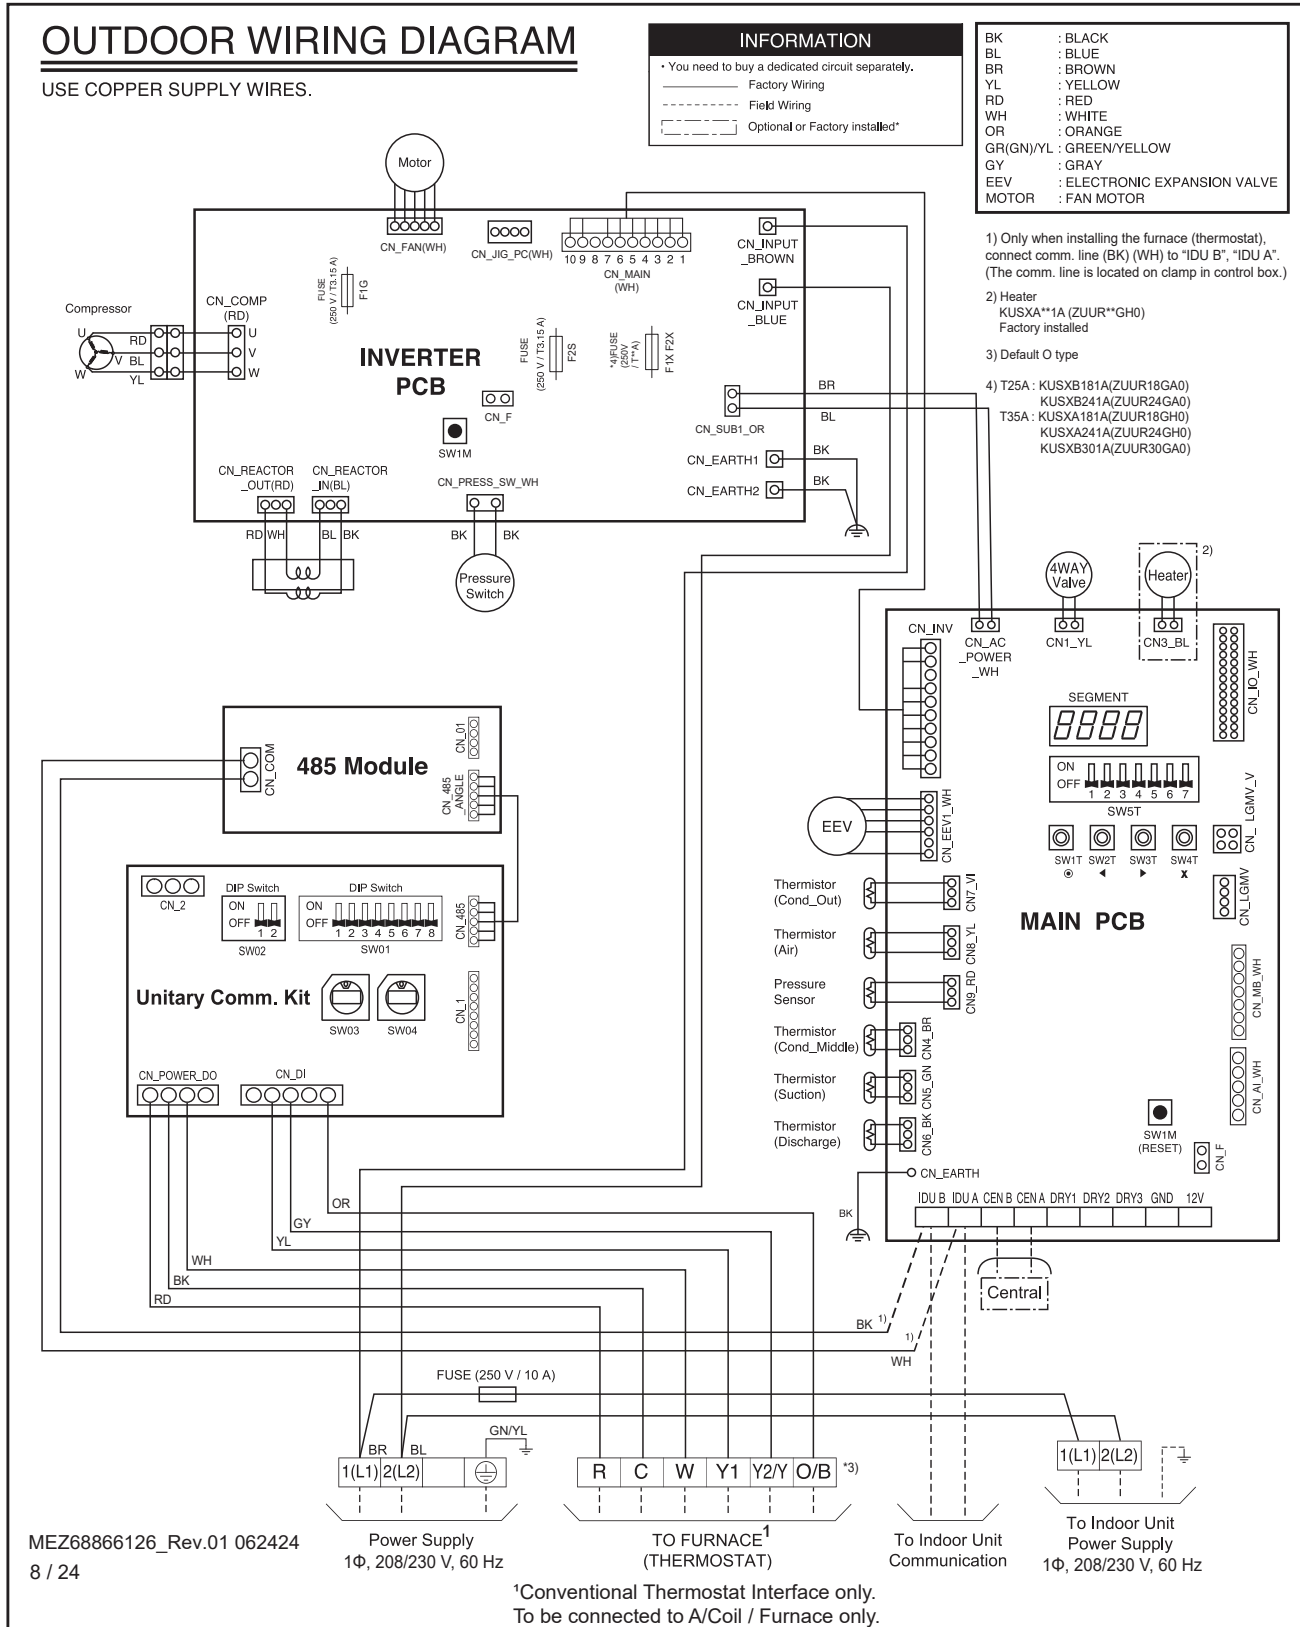 OUTDOOR WIRING DIAGRAM
USE COPPER SUPPLY WIRES.
INFORMATION
• You need to buy a dedicated circuit separately.
Factory Wiring
Field Wiring
Optional or Factory installed*
BK : BLACK
BL : BLUE
BR : BROWN
YL : YELLOW
RD : RED
WH : WHITE
OR : ORANGE
GR(GN)/YL : GREEN/YELLOW
GY : GRAY
EEV : ELECTRONIC EXPANSION VALVE
MOTOR : FAN MOTOR
1) Only when installing the furnace (thermostat),
connect comm. line (BK) (WH) to “IDU B”, “IDU A”.
(The comm. line is located on clamp in control box.)
2) Heater
KUSXA**1A (ZUUR**GH0)
Factory installed
3) Default O type
4) T25A : KUSXB181A(ZUUR18GA0)
KUSXB241A(ZUUR24GA0)
T35A : KUSXA181A(ZUUR18GH0)
KUSXA241A(ZUUR24GH0)
KUSXB301A(ZUUR30GA0)
Motor
CN_FAN(WH)
CN_JIG_PC(WH)
10 9 8 7 6 5 4 3 2 1
CN_MAIN
(WH)
CN_INPUT
_BROWN
CN_INPUT
_BLUE
FUSE
(250 V / T3.15 A)
F1G
Compressor
CN_COMP
(RD)
U
V
W
RD
BL
YL
U
V
W
INVERTER
PCB
FUSE
(250 V / T3.15 A)
F2S
*4)FUSE
(250V
/ T**A)
F1X F2X
CN_F
SW1M
CN_SUB1_OR
BR
BL
CN_EARTH1
BK
CN_EARTH2
BK
CN_REACTOR
_OUT(RD)
CN_REACTOR
_IN(BL)
CN_PRESS_SW_WH
RD WH BL BK
BK BK
Pressure
Switch
4WAY
Valve
Heater
2)
CN_INV
CN_AC
_POWER
_WH
CN1_YL
CN3_BL
CN_IO_WH
SEGMENT
8888
ON
OFF
1 2 3 4 5 6 7
SW5T
CN_ LGMV_V
SW1T SW2T SW3T SW4T
X
CN_LGMV
MAIN PCB
CN_MB_WH
CN_AI_WH
SW1M
(RESET)
CN_F
EEV
CN_EEV1_WH
Thermistor
(Cond_Out)
CN7_VI
Thermistor
(Air)
CN8_YL
Pressure
Sensor
CN9_RD
Thermistor
(Cond_Middle)
CN4_BR
Thermistor
(Suction)
CN5_GN
Thermistor
(Discharge)
CN6_BK
CN_EARTH
BK
IDU B IDU A CEN B CEN A DRY1 DRY2 DRY3 GND 12V
Central
485 Module
CN_COM
CN_01
CN_485
_ANGLE
CN_2
DIP Switch
ON
OFF
1 2
SW02
DIP Switch
ON
OFF
1 2 3 4 5 6 7 8
SW01
CN_485
Unitary Comm. Kit
SW03
SW04
CN_1
CN_POWER_DO
CN_DI
OR
GY
YL
WH
BK
RD
BK 1)
1)
WH
FUSE (250 V / 10 A)
BR BL
GN/YL
1(L1) 2(L2)
R C W Y1 Y2/Y O/B *3)
1(L1) 2(L2)
Power Supply
1Φ, 208/230 V, 60 Hz
TO FURNACE¹
(THERMOSTAT)
To Indoor Unit
Communication
To Indoor Unit
Power Supply
1Φ, 208/230 V, 60 Hz
MEZ68866126_Rev.01 062424
8 / 24
¹Conventional Thermostat Interface only.
To be connected to A/Coil / Furnace only.